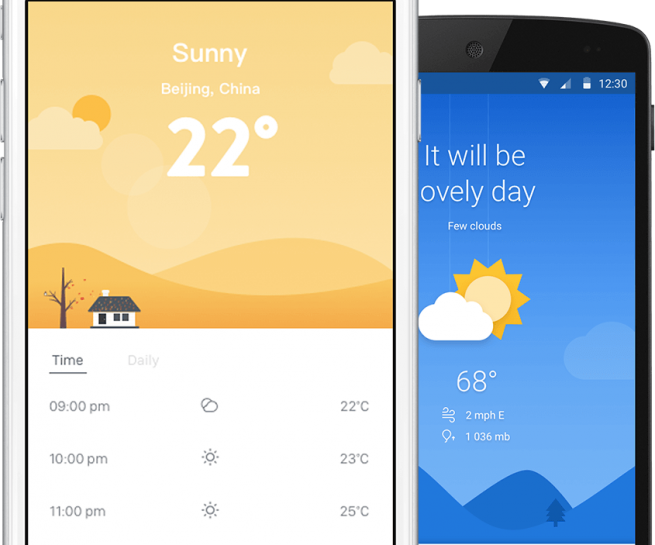 Sunny
Beijing, China
22°
Time Daily
09:00 pm 22°C
10:00 pm 23°C
11:00 pm 25°C
12:30
It will be
ovely day
Few clouds
68°
2 mph E
1 036 mb